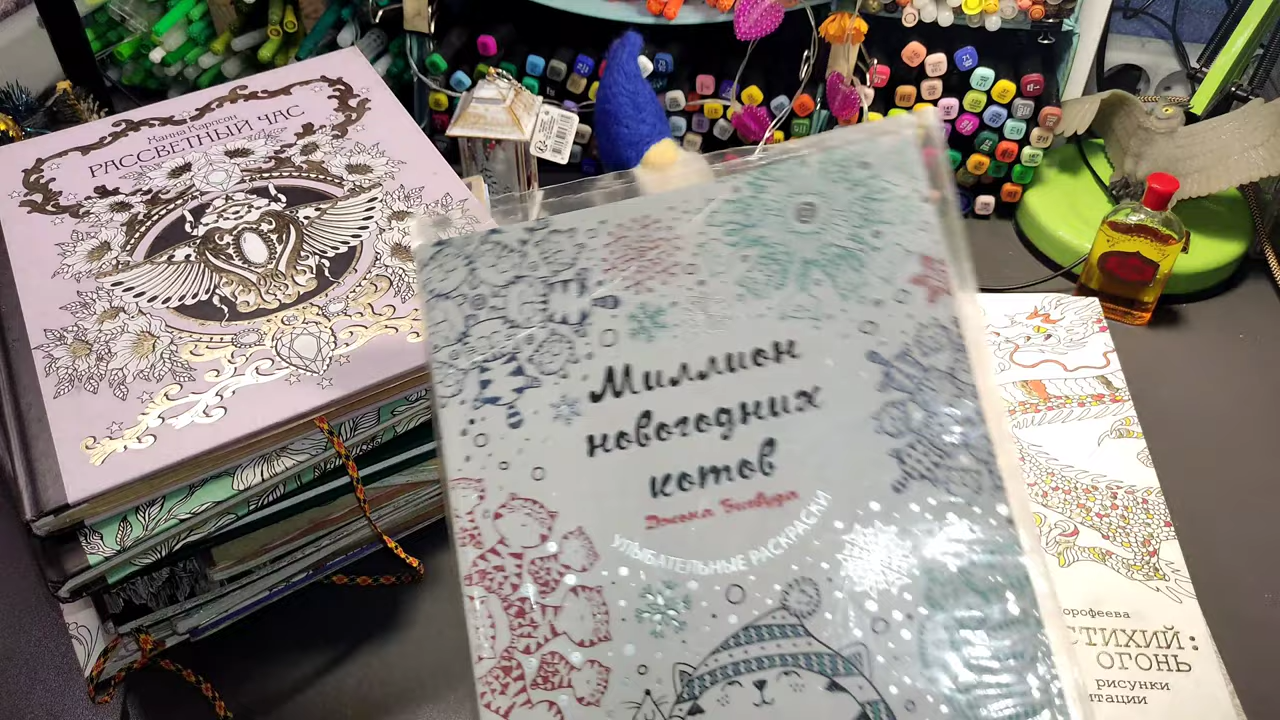 Ханна Карлсон
РАССВЕТНЫЙ ЧАС
Миллион
новогодних
котов
УЛЫБАТЕЛЬНЫЕ РАСКРАСКИ
орофеева
СТИХИЙ:
ОГОНЬ
рисунки
итации